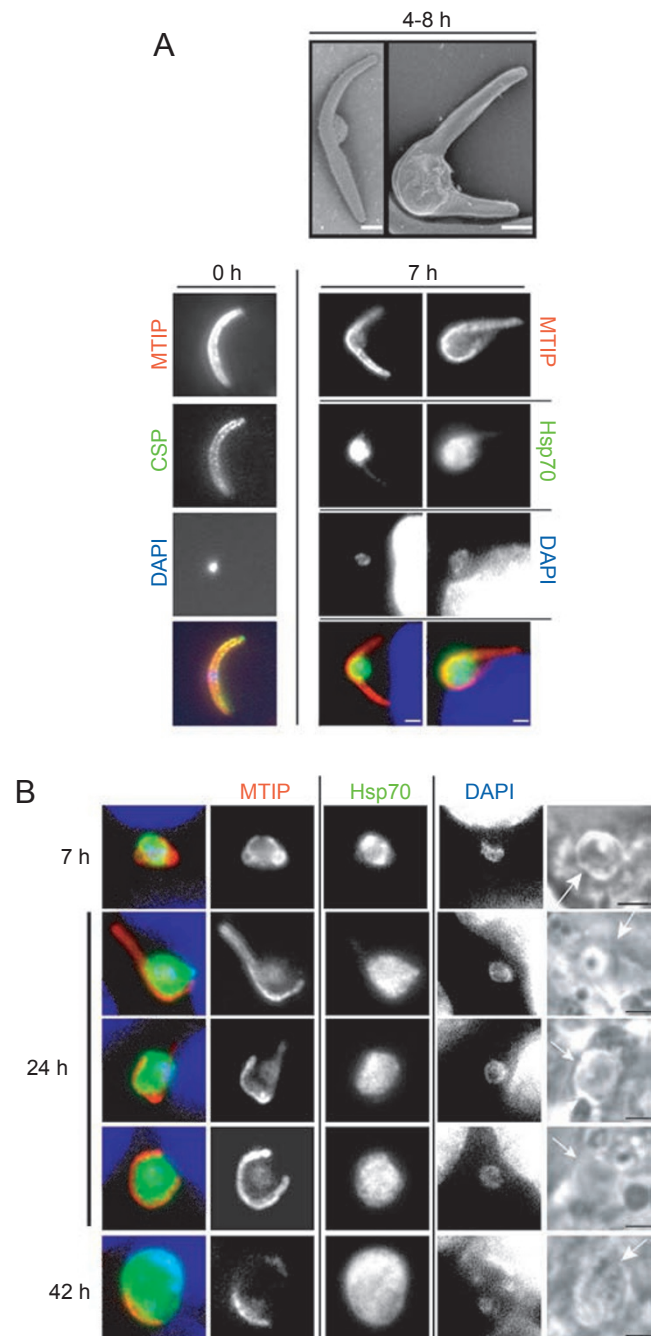 A
4-8 h
0 h
7 h
MTIP
MTIP
CSP
Hsp70
DAPI
DAPI
B
MTIP
Hsp70
DAPI
7 h
24 h
42 h